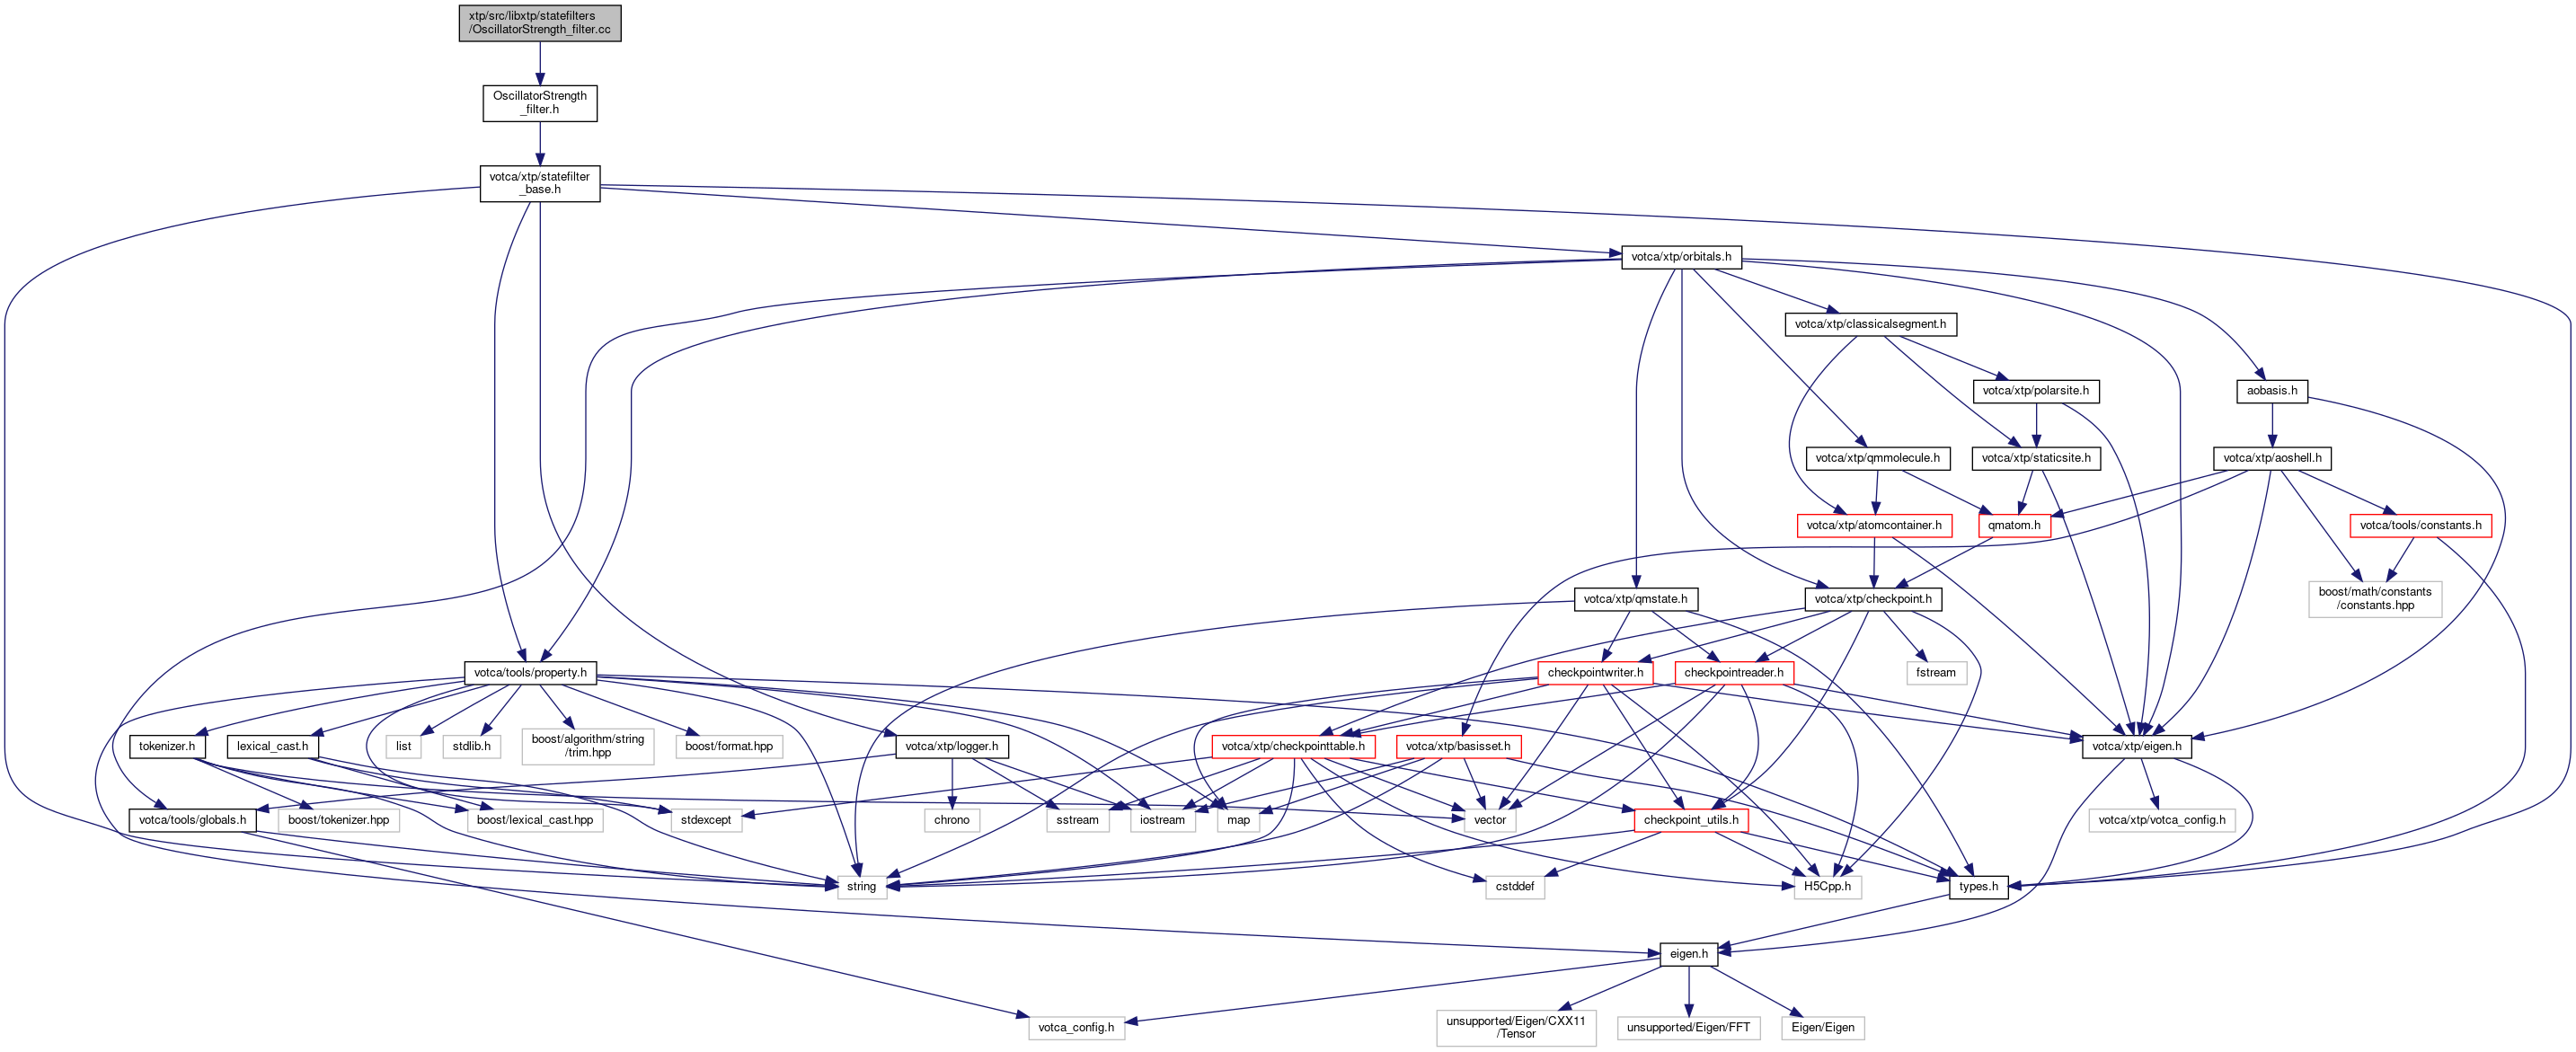 xtp/src/libxtp/statefilters
/OscillatorStrength_filter.cc
OscillatorStrength
_filter.h
votca/xtp/statefilter
_base.h
votca/xtp/orbitals.h
votca/xtp/classicalsegment.h
votca/xtp/polarsite.h
aobasis.h
votca/xtp/qmmolecule.h
votca/xtp/staticsite.h
votca/xtp/aoshell.h
votca/xtp/atomcontainer.h
qmatom.h
votca/tools/constants.h
votca/xtp/qmstate.h
votca/xtp/checkpoint.h
boost/math/constants
/constants.hpp
votca/tools/property.h
checkpointwriter.h
checkpointreader.h
fstream
tokenizer.h
lexical_cast.h
list
stdlib.h
boost/algorithm/string
/trim.hpp
boost/format.hpp
votca/xtp/logger.h
votca/xtp/checkpointtable.h
votca/xtp/basisset.h
votca/xtp/eigen.h
votca/tools/globals.h
boost/tokenizer.hpp
boost/lexical_cast.hpp
stdexcept
chrono
sstream
iostream
map
vector
checkpoint_utils.h
votca/xtp/votca_config.h
string
cstddef
H5Cpp.h
types.h
eigen.h
votca_config.h
unsupported/Eigen/CXX11
/Tensor
unsupported/Eigen/FFT
Eigen/Eigen